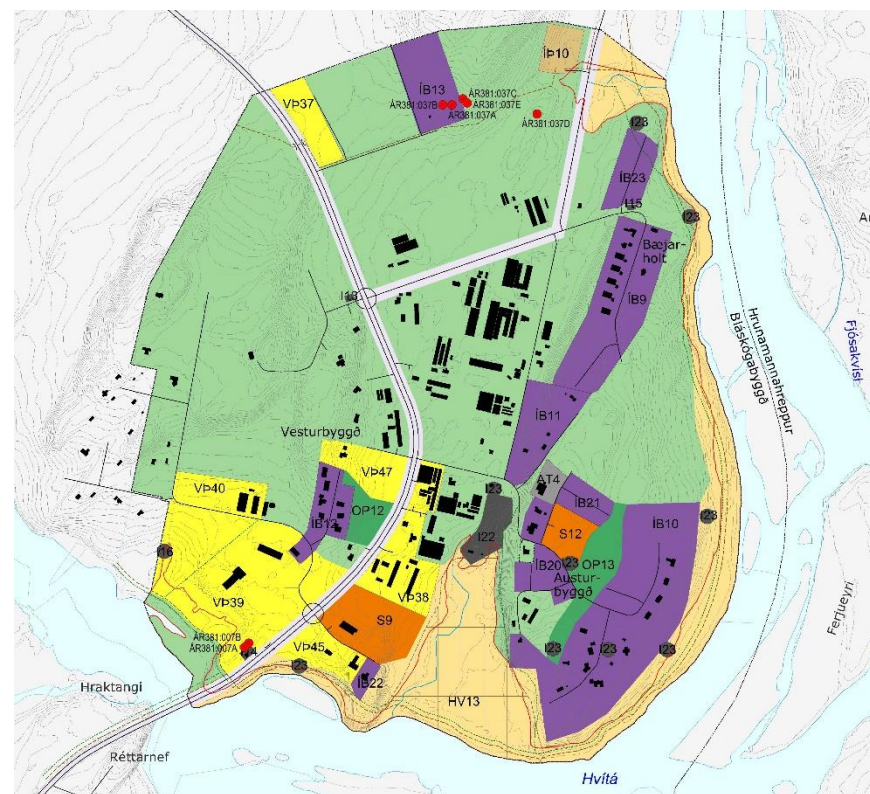 ÍÞ10
VÞ37
ÍB13
ÁR381:037C
ÁR381:037B
ÁR381:037E
ÁR381:037A
ÁR381:037D
I23
ÍB23
I15
I23
Bæjar-
holt
ÍB9
I18
Hrunamannahreppur
Bláskógabyggð
Fjósakvísl
ÍB11
Vesturbyggð
VÞ47
VÞ40
I23
AT4
ÍB21
OP12
ÍB12
S12
ÍB10
I23
I22
I16
ÍB20
I23
OP13
Austur-
byggð
VÞ39
VÞ38
S9
ÁR381:007B
ÁR381:007A
VÞ45
I23
I23
I23
I23
Ferjueyri
ÍB22
Hraktangi
HV13
Réttarnef
Hvítá